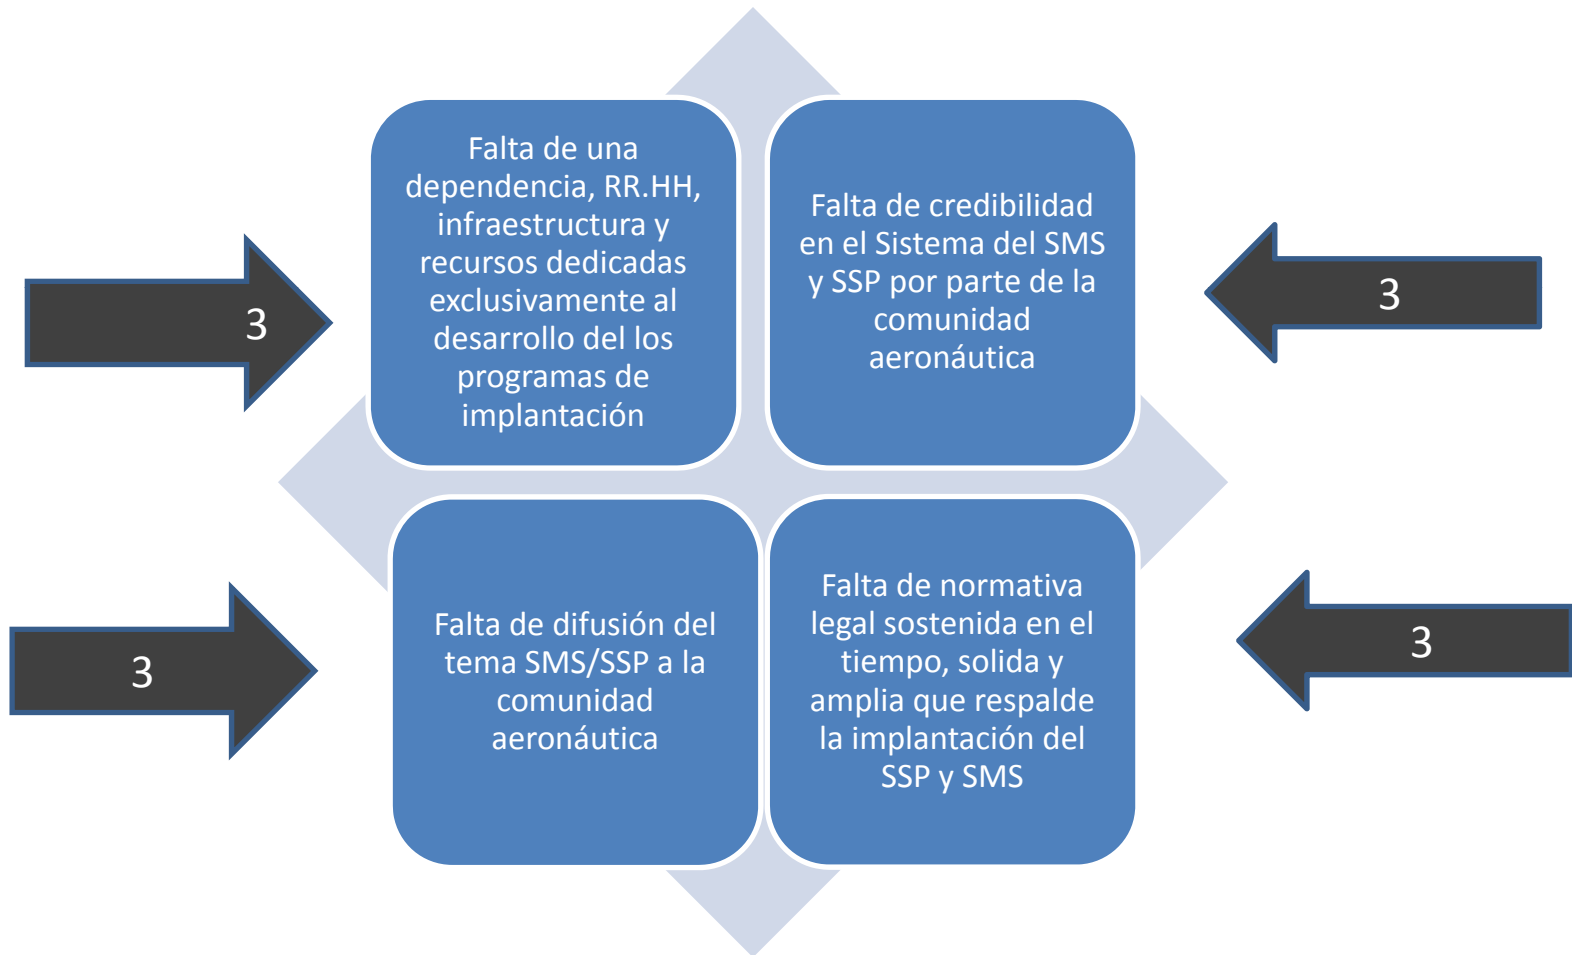 Falta de una
dependencia, RR.HH,
infraestructura y
recursos dedicadas
exclusivamente al
desarrollo del los
programas de
implantación
3
Falta de credibilidad
en el Sistema del SMS
y SSP por parte de la
comunidad
aeronáutica
3
Falta de difusión del
tema SMS/SSP a la
comunidad
aeronáutica
3
Falta de normativa
legal sostenida en el
tiempo, solida y
amplia que respalde
la implantación del
SSP y SMS
3